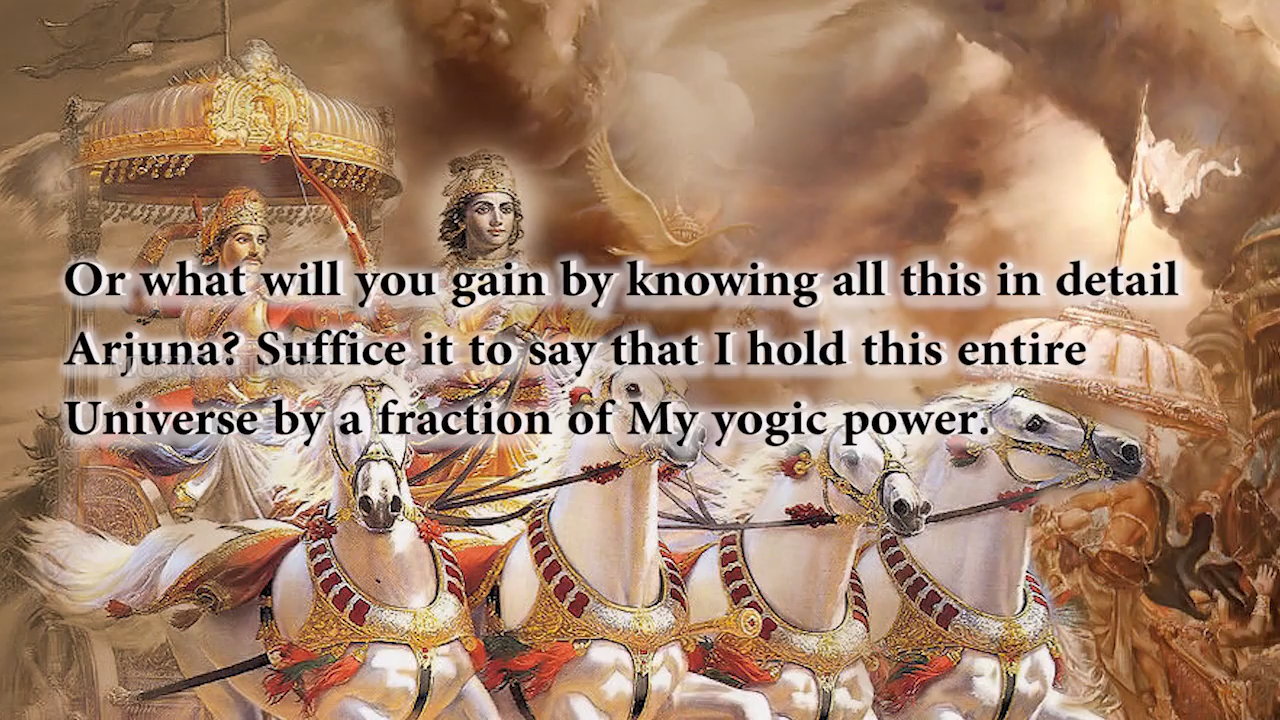 Or what will you gain by knowing all this in detail
Arjuna? Suffice it to say that I hold this entire
Universe by a fraction of My yogic power.